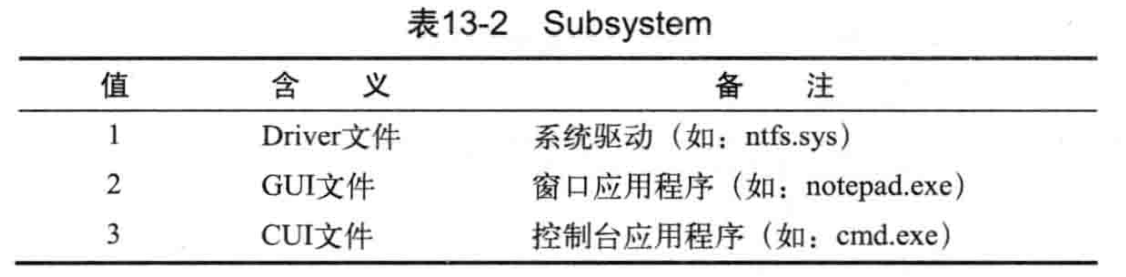 表13-2 Subsystem
值 含 义 备 注
1 Driver文件 系统�动（如：ntfs.sys）
2 GUI文件 窗口应用程序（如：notepad.exe）
3 CUI文件 控制台应用程序（如：cmd.exe）